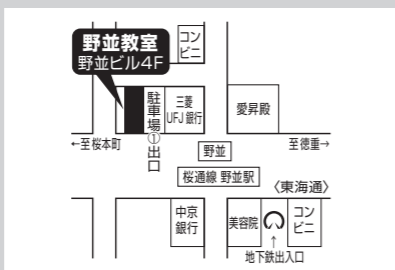 野並教室
野並ビル4F
コン
ビニ
駐車場①出口
三菱
UFJ銀行
愛昇殿
←至桜本町
野並
至徳重→
桜通線 野並駅
〈東海通〉
中京
銀行
美容院
コン
ビニ
↑
地下鉄出入口